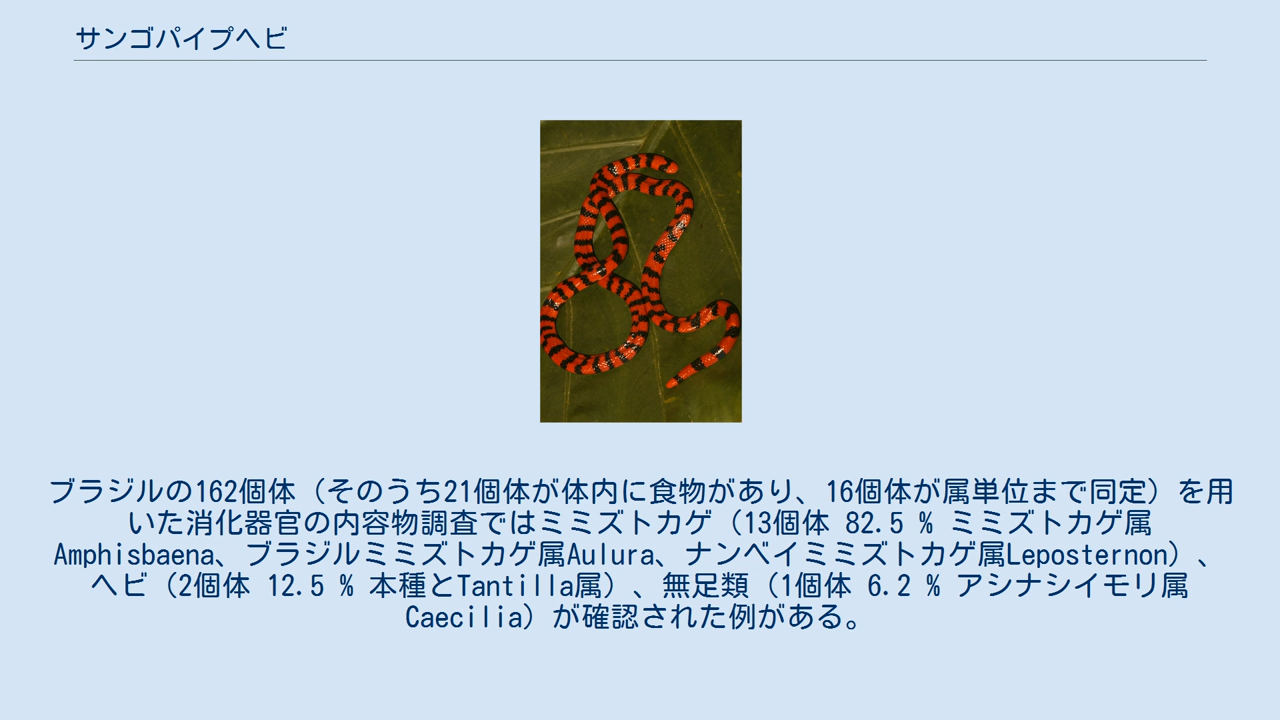 サンゴパイプヘビ
ブラジルの162個体（そのうち21個体が体内に食物があり、16個体が属単位まで同定）を用
いた消化器官の内容物調査ではミミズトカゲ（13個体 82.5 % ミミズトカゲ属
Amphisbaena、ブラジルミミズトカゲ属Aulura、ナンベイミミズトカゲ属Leposternon）、
ヘビ（2個体 12.5 % 本種とTantilla属）、無足類（1個体 6.2 % アシナシイモリ属
Caecilia）が確認された例がある。